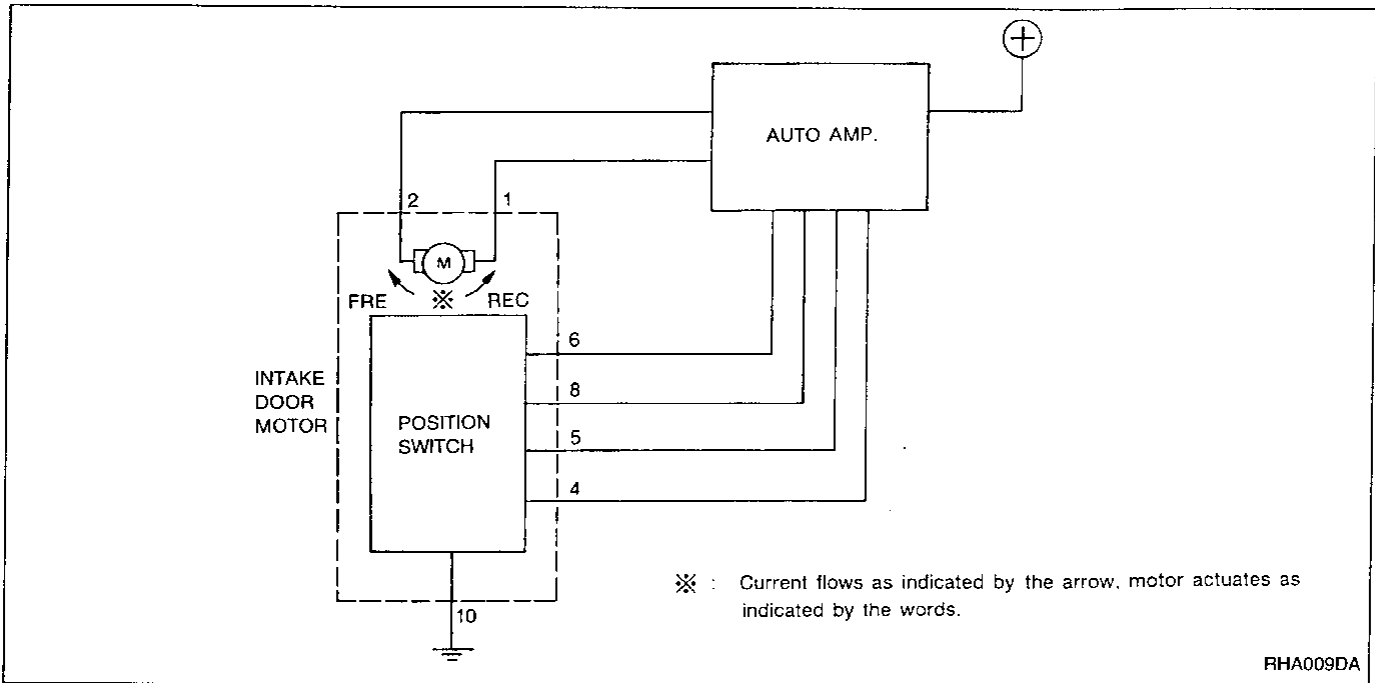 +
AUTO AMP.
2
1
M
FRE
※
REC
6
8
5
4
INTAKE
DOOR
MOTOR
POSITION
SWITCH
10
※ : Current flows as indicated by the arrow, motor actuates as
indicated by the words.
RHA009DA